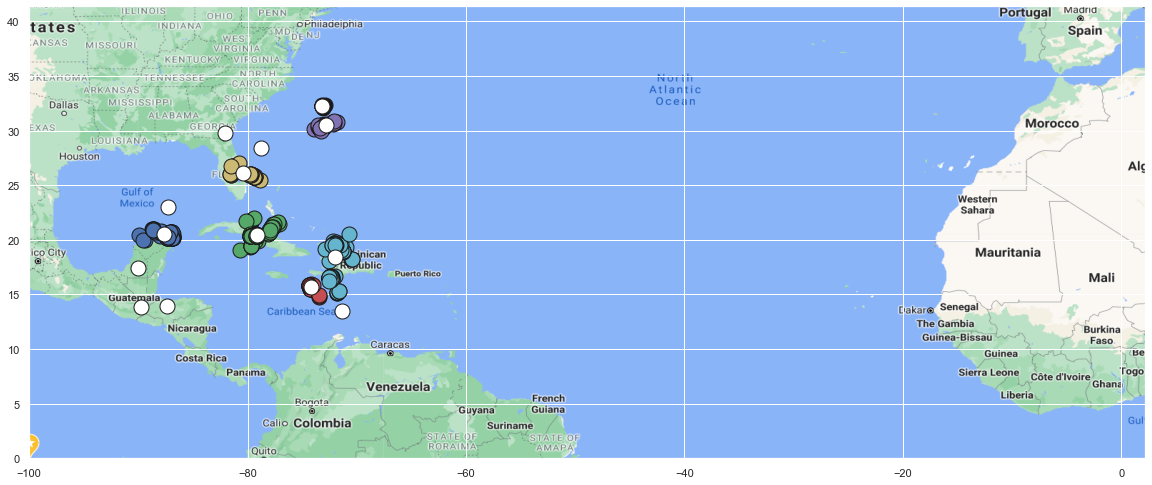 ILLINOIS
OHIO
PENN
Philadelphia
Portugal
Madrid
Spain
tates
INDIANA
MD
DE
NJ
KANSAS
MISSOURI
WEST
VIRGINIA
KENTUCKY
VIRGINIA
OKLAHOMA
TENNESSEE
NORTH
CAROLINA
ARKANSAS
MISSISSIPPI
SOUTH
CAROLINA
Dallas
ALABAMA
GEORGIA
EXAS
LOUISIANA
Houston
North
Atlantic
Ocean
Morocco
Alg
FL
Gulf of
Mexico
Western
Sahara
Mauritania
Mali
ico City
inican
Republic
Puerto Rico
Guatemala
Caribbean Sea
Nicaragua
Dakar
Senegal
The Gambia
Guinea-Bissau
Burkina
Faso
Guinea
Be
Sierra Leone
Côte d'Ivoire
Togo
Ghana
Liberia
Gulf
Costa Rica
Panama
Caracas
Venezuela
Bogota
Cali
Colombia
Guyana
French
Guiana
Suriname
STATE OF
RORAIMA
STATE OF
AMAPA
Quito
40
35
30
25
20
15
10
5
0
−100
−80
−60
−40
−20
0